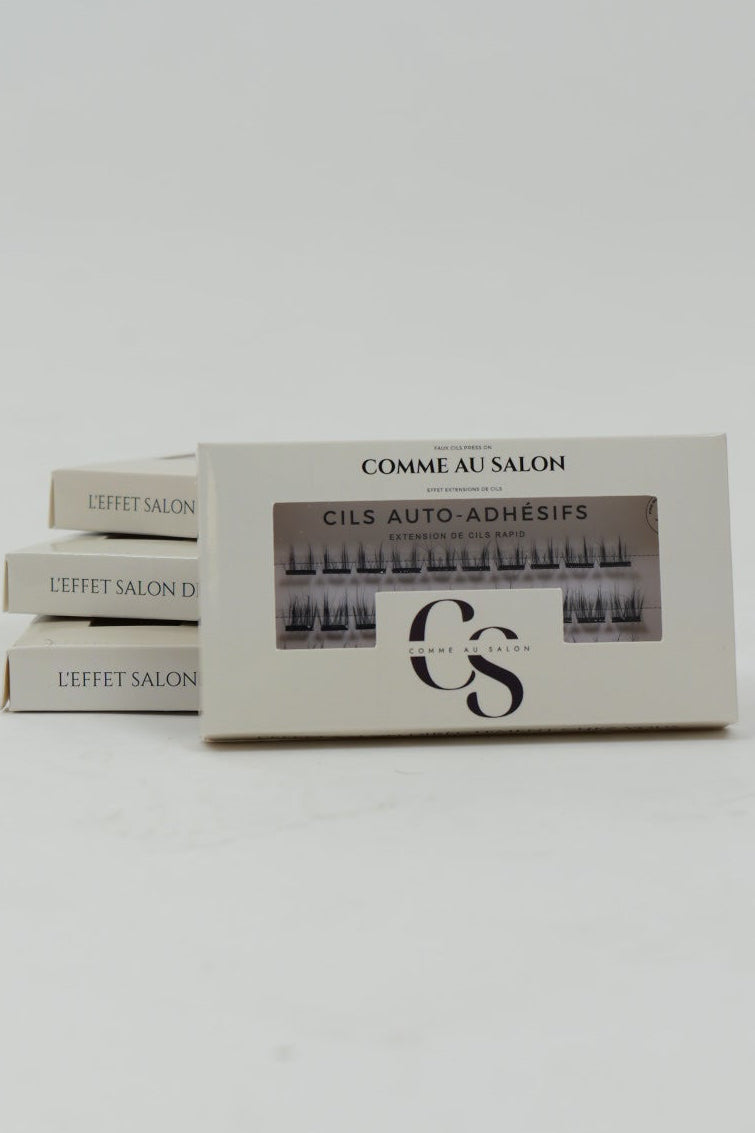 FAUX CILS PRESS ON
COMME AU SALON
EFFET EXTENSIONS DE CILS
CILS AUTO-ADHÉSIFS
EXTENSION DE CILS RAPID
CS
COMME AU SALON
L'EFFET SALON
L'EFFET SALON D
L'EFFET SALON